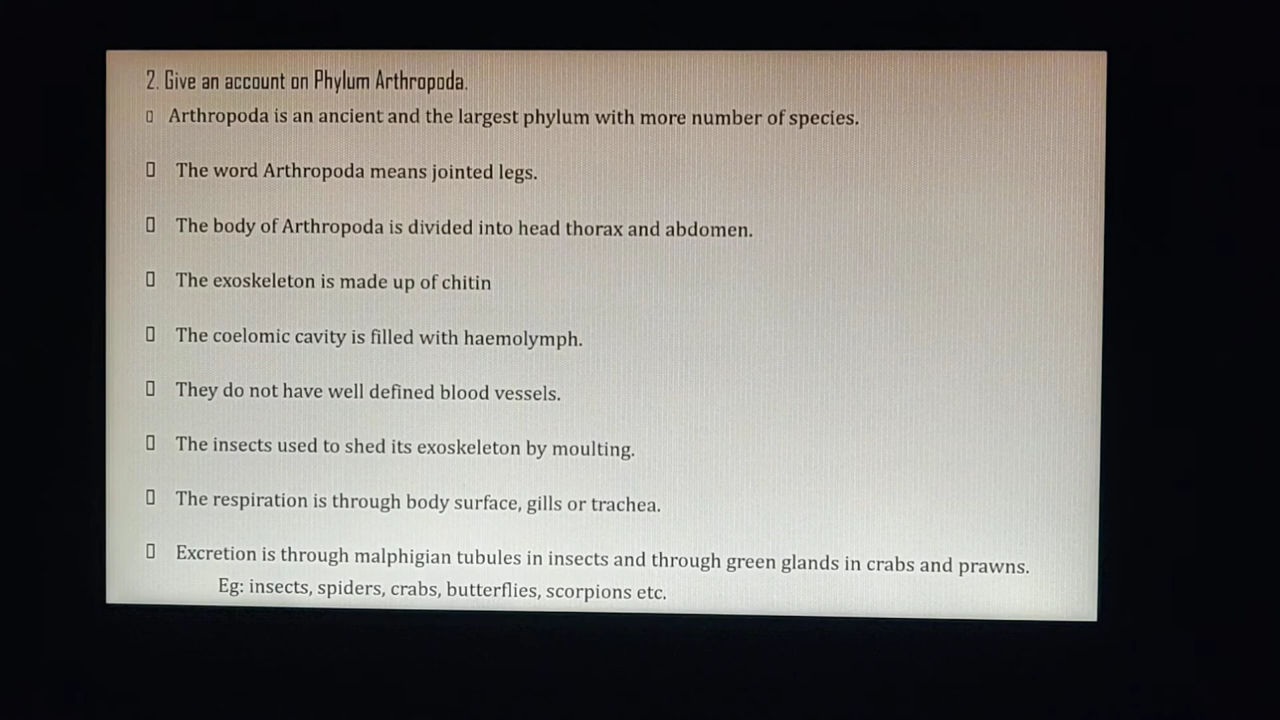 2. Give an account on Phylum Arthropoda.
▯ Arthropoda is an ancient and the largest phylum with more number of species.
▯ The word Arthropoda means jointed legs.
▯ The body of Arthropoda is divided into head thorax and abdomen.
▯ The exoskeleton is made up of chitin
▯ The coelomic cavity is filled with haemolymph.
▯ They do not have well defined blood vessels.
▯ The insects used to shed its exoskeleton by moulting.
▯ The respiration is through body surface, gills or trachea.
▯ Excretion is through malphigian tubules in insects and through green glands in crabs and prawns.
Eg: insects, spiders, crabs, butterflies, scorpions etc.